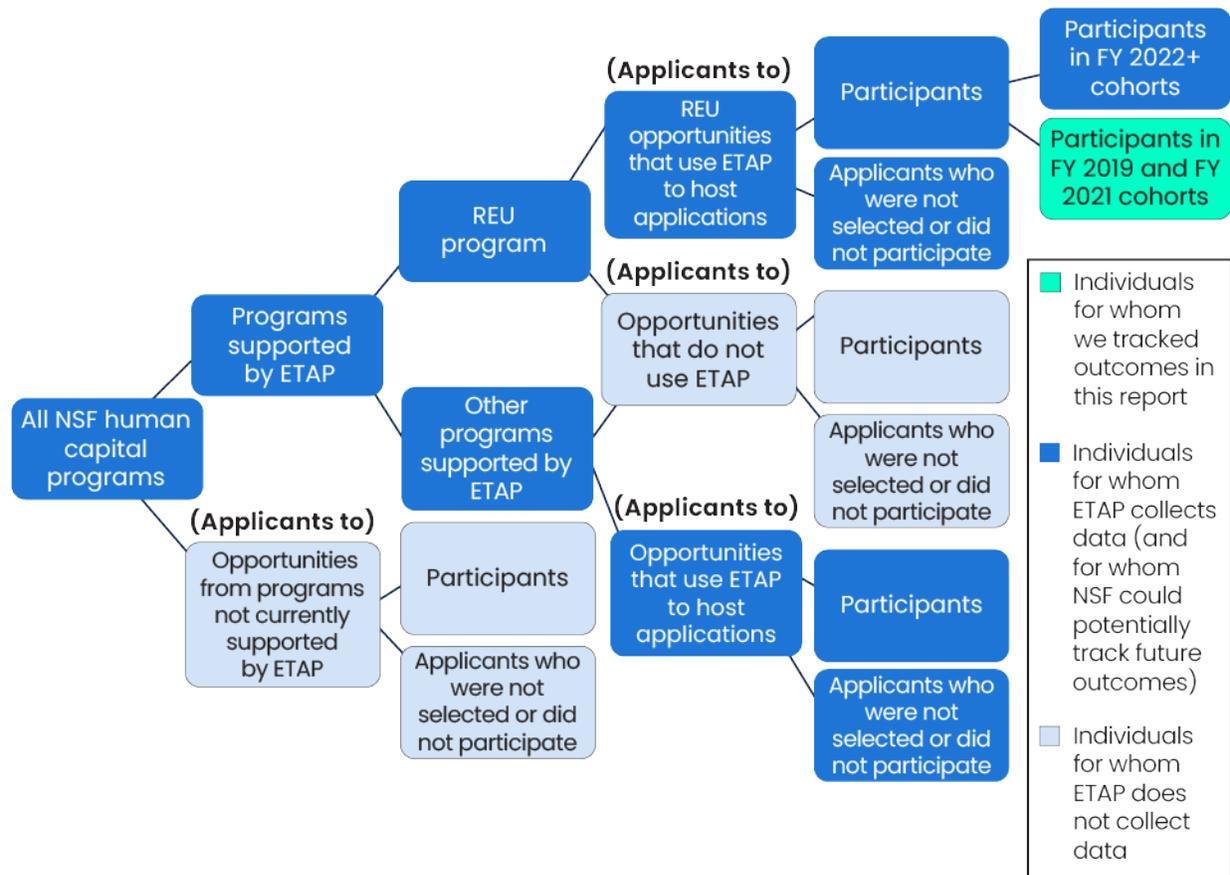 All NSF human
capital
programs
Programs
supported
by ETAP
(Applicants to)
Opportunities
from programs
not currently
supported
by ETAP
REU
program
Other
programs
supported by
ETAP
Participants
Applicants who
were not
selected or did
not participate
(Applicants to)
REU
opportunities
that use ETAP
to host
applications
(Applicants to)
Opportunities
that do not
use ETAP
(Applicants to)
Opportunities
that use ETAP
to host
applications
Participants
Applicants who
were not
selected or did
not participate
Participants
Applicants who
were not
selected or did
not participate
Participants
Applicants who
were not
selected or did
not participate
Participants
in FY 2022+
cohorts
Participants in
FY 2019 and FY
2021 cohorts
Individuals
for whom
we tracked
outcomes in
this report
Individuals
for whom
ETAP collects
data (and
for whom
NSF could
potentially
track future
outcomes)
Individuals
for whom
ETAP does
not collect
data